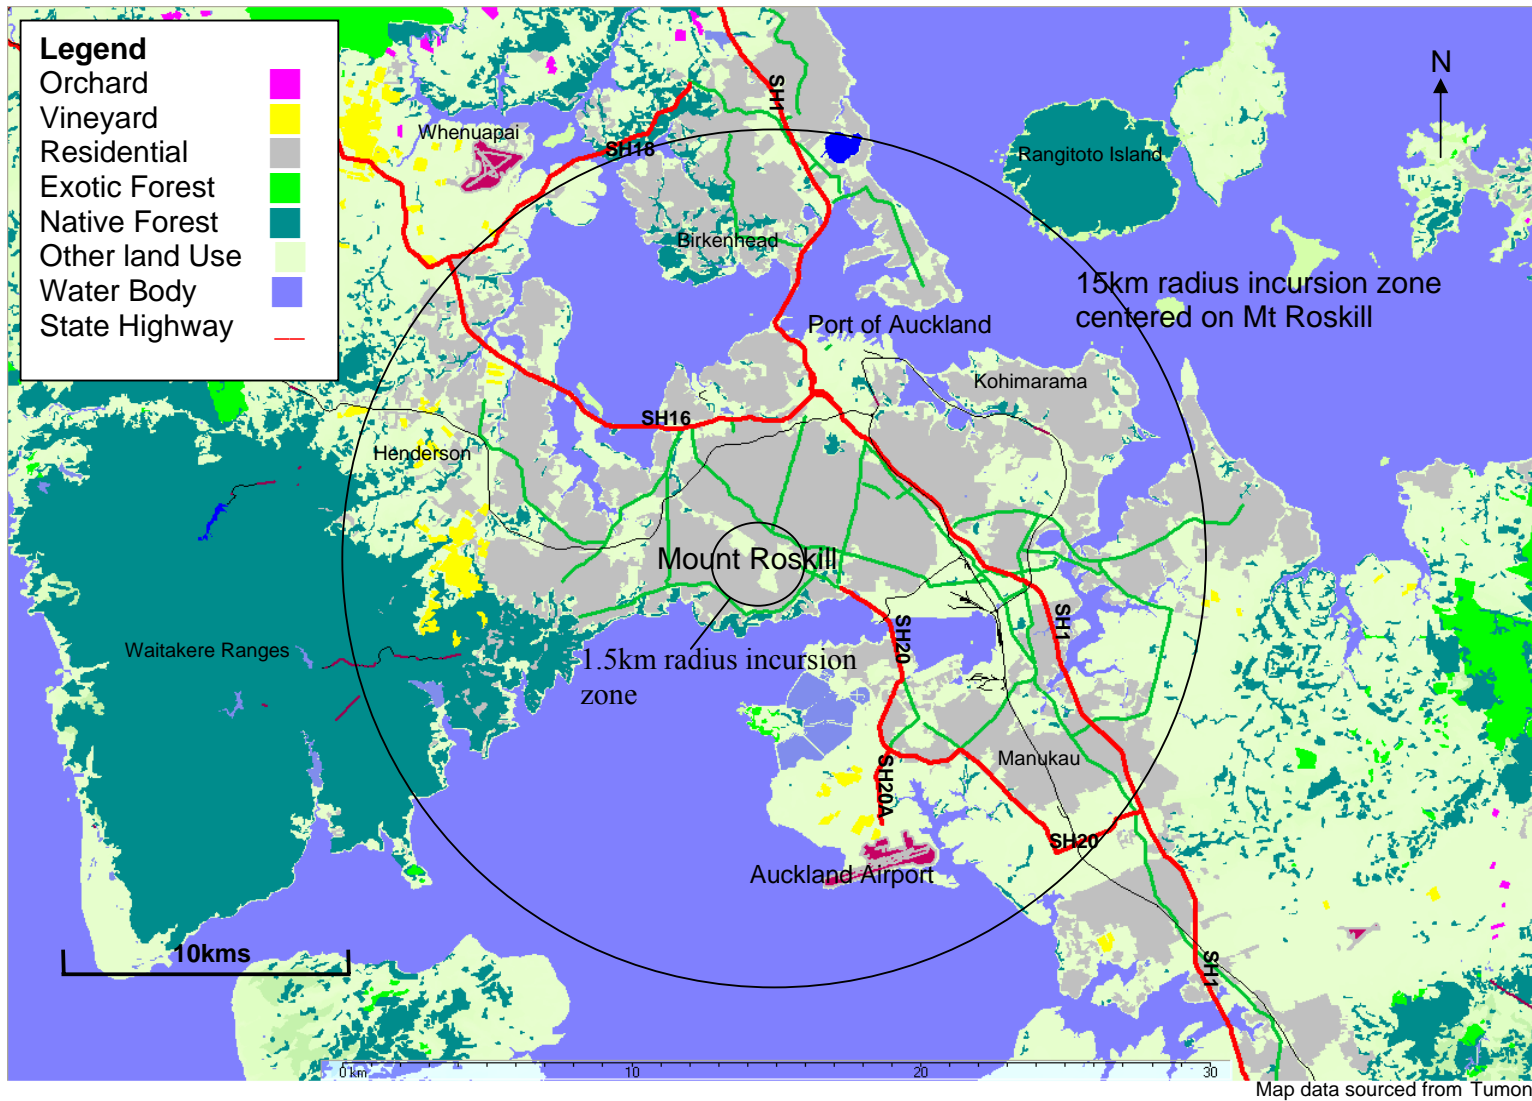 Legend
Orchard
Vineyard
Residential
Exotic Forest
Native Forest
Other land Use
Water Body
State Highway
N
SH1
Whenuapai
SH18
Rangitoto Island
Birkenhead
15km radius incursion zone
centered on Mt Roskill
Port of Auckland
Kohimarama
SH16
Henderson
Mount Roskill
SH1
SH20
Waitakere Ranges
1.5km radius incursion
zone
Manukau
SH20A
SH20
Auckland Airport
10kms
SH1
0 km 10 20 30
Map data sourced from Tumon